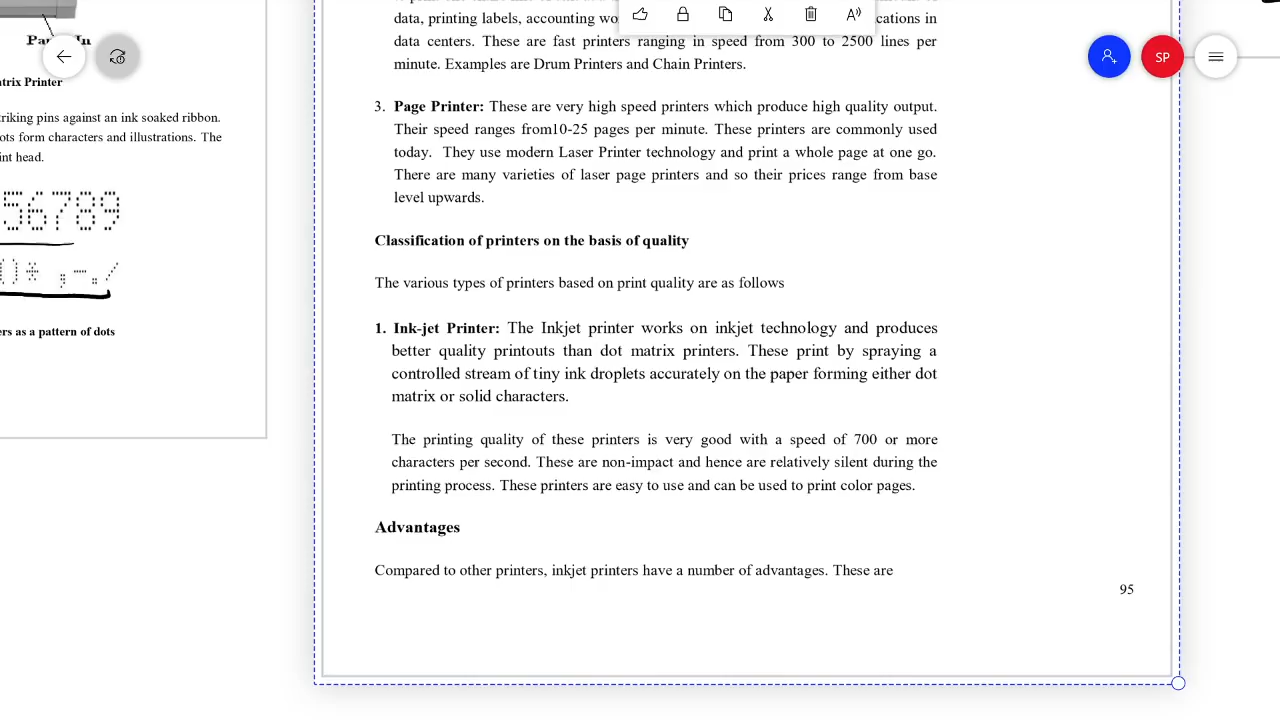 trix Printer
riking pins against an ink soaked ribbon.
ots form characters and illustrations. The
int head.
56789
()* ,-./
ers as a pattern of dots
data, printing labels, accounting
cations in
data centers. These are fast printers ranging in speed from 300 to 2500 lines per
minute. Examples are Drum Printers and Chain Printers.
3. Page Printer: These are very high speed printers which produce high quality output.
Their speed ranges from10-25 pages per minute. These printers are commonly used
today. They use modern Laser Printer technology and print a whole page at one go.
There are many varieties of laser page printers and so their prices range from base
level upwards.
Classification of printers on the basis of quality
The various types of printers based on print quality are as follows
1. Ink-jet Printer: The Inkjet printer works on inkjet technology and produces
better quality printouts than dot matrix printers. These print by spraying a
controlled stream of tiny ink droplets accurately on the paper forming either dot
matrix or solid characters.
The printing quality of these printers is very good with a speed of 700 or more
characters per second. These are non-impact and hence are relatively silent during the
printing process. These printers are easy to use and can be used to print color pages.
Advantages
Compared to other printers, inkjet printers have a number of advantages. These are
95
SP